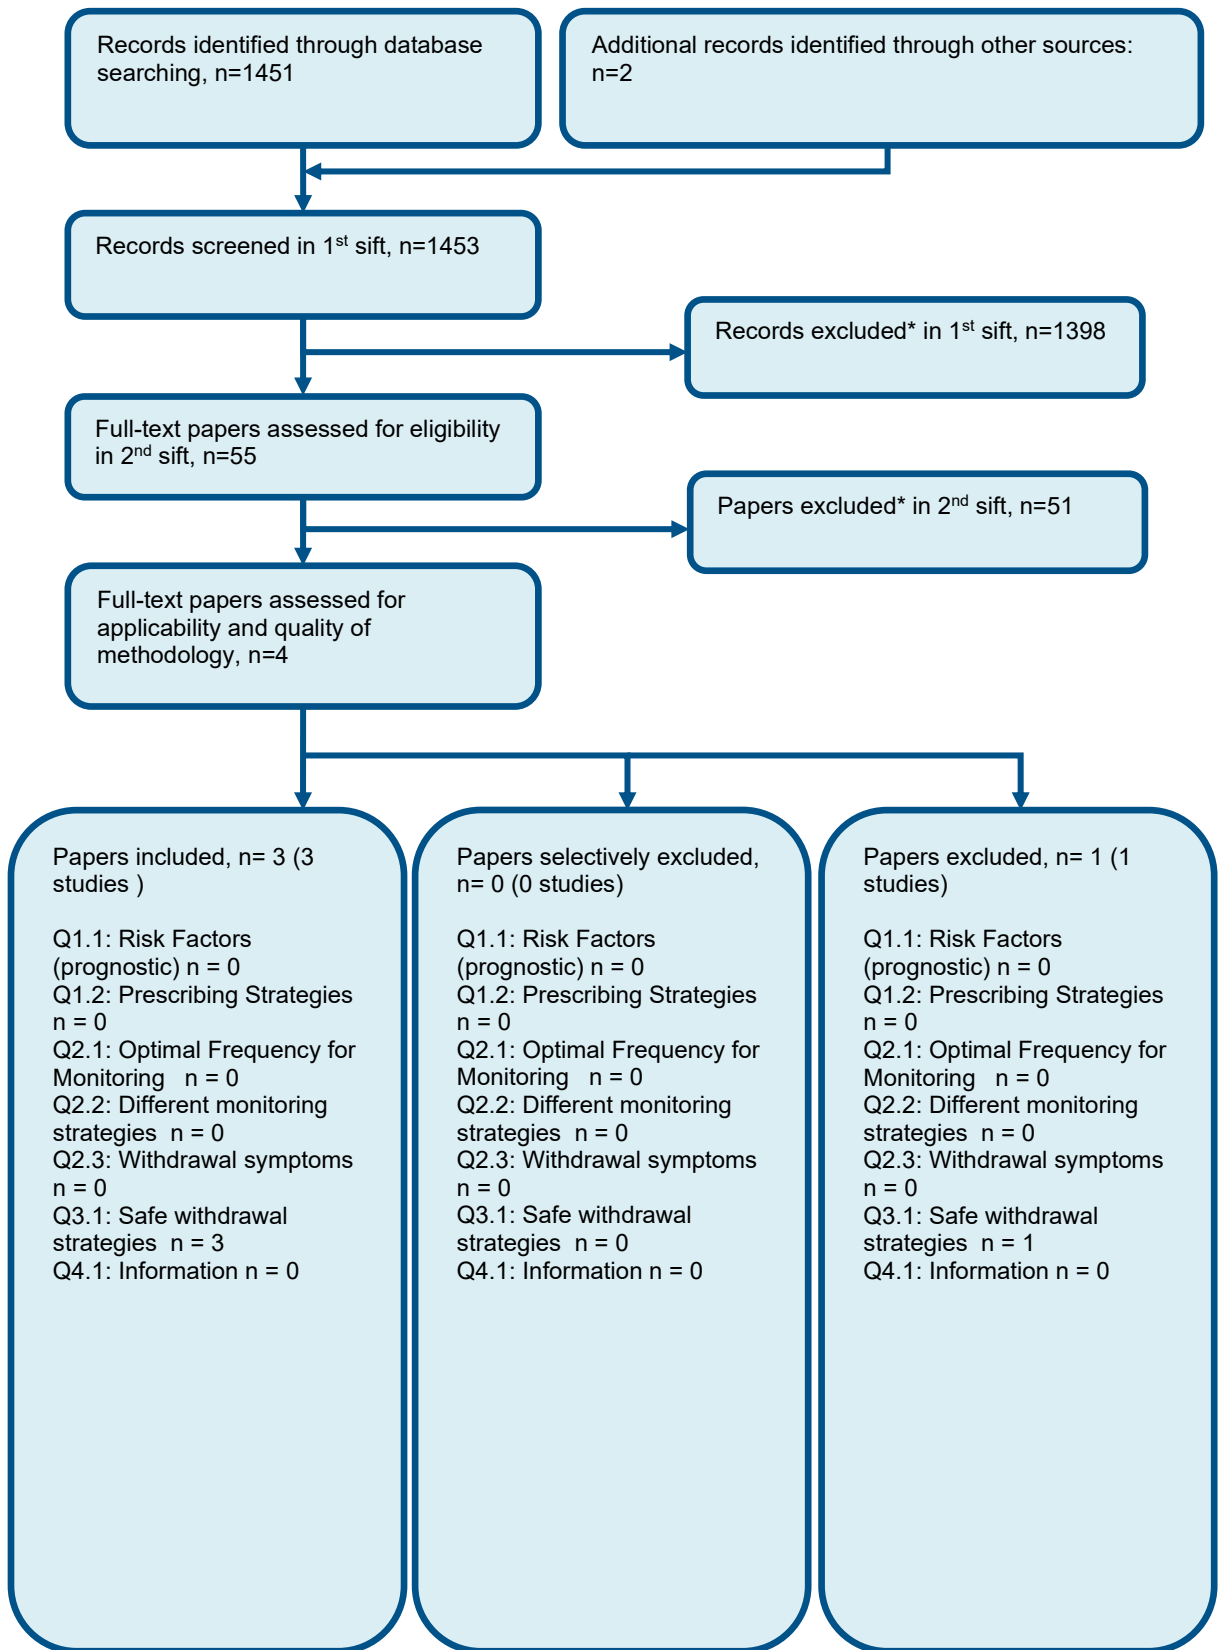 Records identified through database
searching, n=1451
Additional records identified through other sources:
n=2
Records screened in 1st sift, n=1453
Records excluded* in 1st sift, n=1398
Full-text papers assessed for eligibility
in 2nd sift, n=55
Papers excluded* in 2nd sift, n=51
Full-text papers assessed for
applicability and quality of
methodology, n=4
Papers included, n= 3 (3
studies )
Q1.1: Risk Factors
(prognostic) n = 0
Q1.2: Prescribing Strategies
n = 0
Q2.1: Optimal Frequency for
Monitoring n = 0
Q2.2: Different monitoring
strategies n = 0
Q2.3: Withdrawal symptoms
n = 0
Q3.1: Safe withdrawal
strategies n = 3
Q4.1: Information n = 0
Papers selectively excluded,
n= 0 (0 studies)
Q1.1: Risk Factors
(prognostic) n = 0
Q1.2: Prescribing Strategies
n = 0
Q2.1: Optimal Frequency for
Monitoring n = 0
Q2.2: Different monitoring
strategies n = 0
Q2.3: Withdrawal symptoms
n = 0
Q3.1: Safe withdrawal
strategies n = 0
Q4.1: Information n = 0
Papers excluded, n= 1 (1
studies)
Q1.1: Risk Factors
(prognostic) n = 0
Q1.2: Prescribing Strategies
n = 0
Q2.1: Optimal Frequency for
Monitoring n = 0
Q2.2: Different monitoring
strategies n = 0
Q2.3: Withdrawal symptoms
n = 0
Q3.1: Safe withdrawal
strategies n = 1
Q4.1: Information n = 0